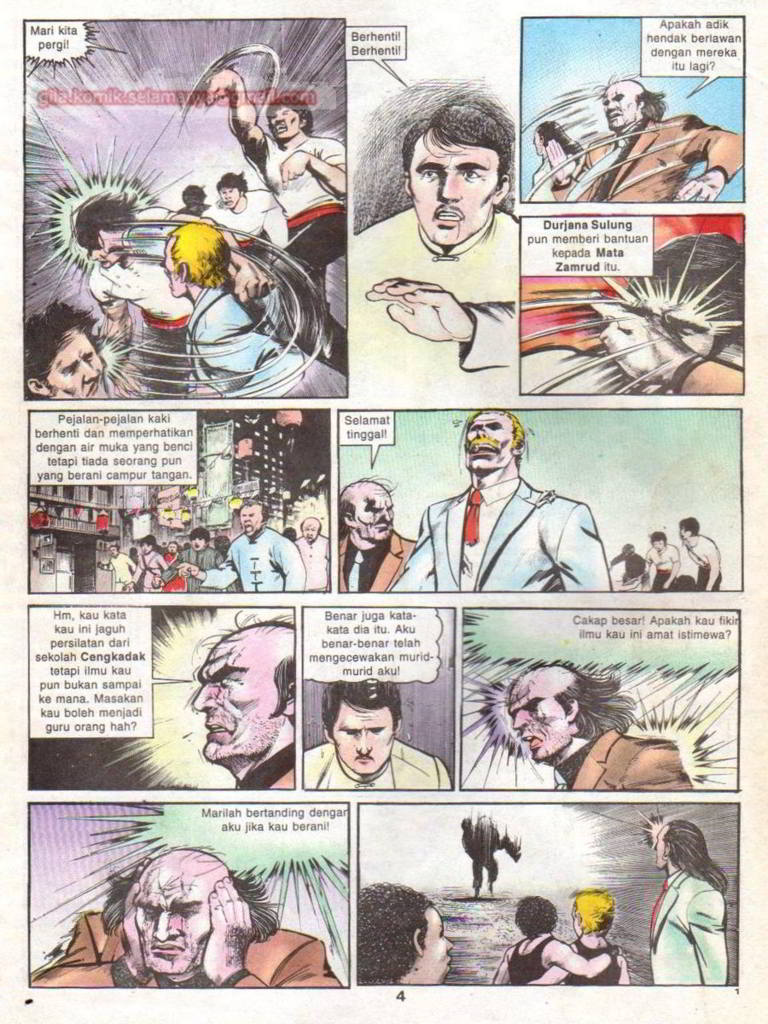 Mari kita
pergi!
gila.komik.selamanya@gmail.com
Berhenti!
Berhenti!
Apakah adik
hendak berlawan
dengan mereka
itu lagi?
Durjana Sulung
pun memberi bantuan
kepada Mata
Zamrud itu.
Pejalan-pejalan kaki
berhenti dan memperhatikan
dengan air muka yang benci
tetapi tiada seorang pun
yang berani campur tangan.
Selamat
tinggal!
Hm, kau kata
kau ini jaguh
persilatan dari
sekolah Cengkadak
tetapi ilmu kau
pun bukan sampai
ke mana. Masakan
kau boleh menjadi
guru orang hah?
Benar juga kata-
kata dia itu. Aku
benar-benar telah
mengecewakan murid-
murid aku!
Cakap besar! Apakah kau fikir
ilmu kau ini amat istimewa?
Marilah bertanding dengan
aku jika kau berani!
4
1